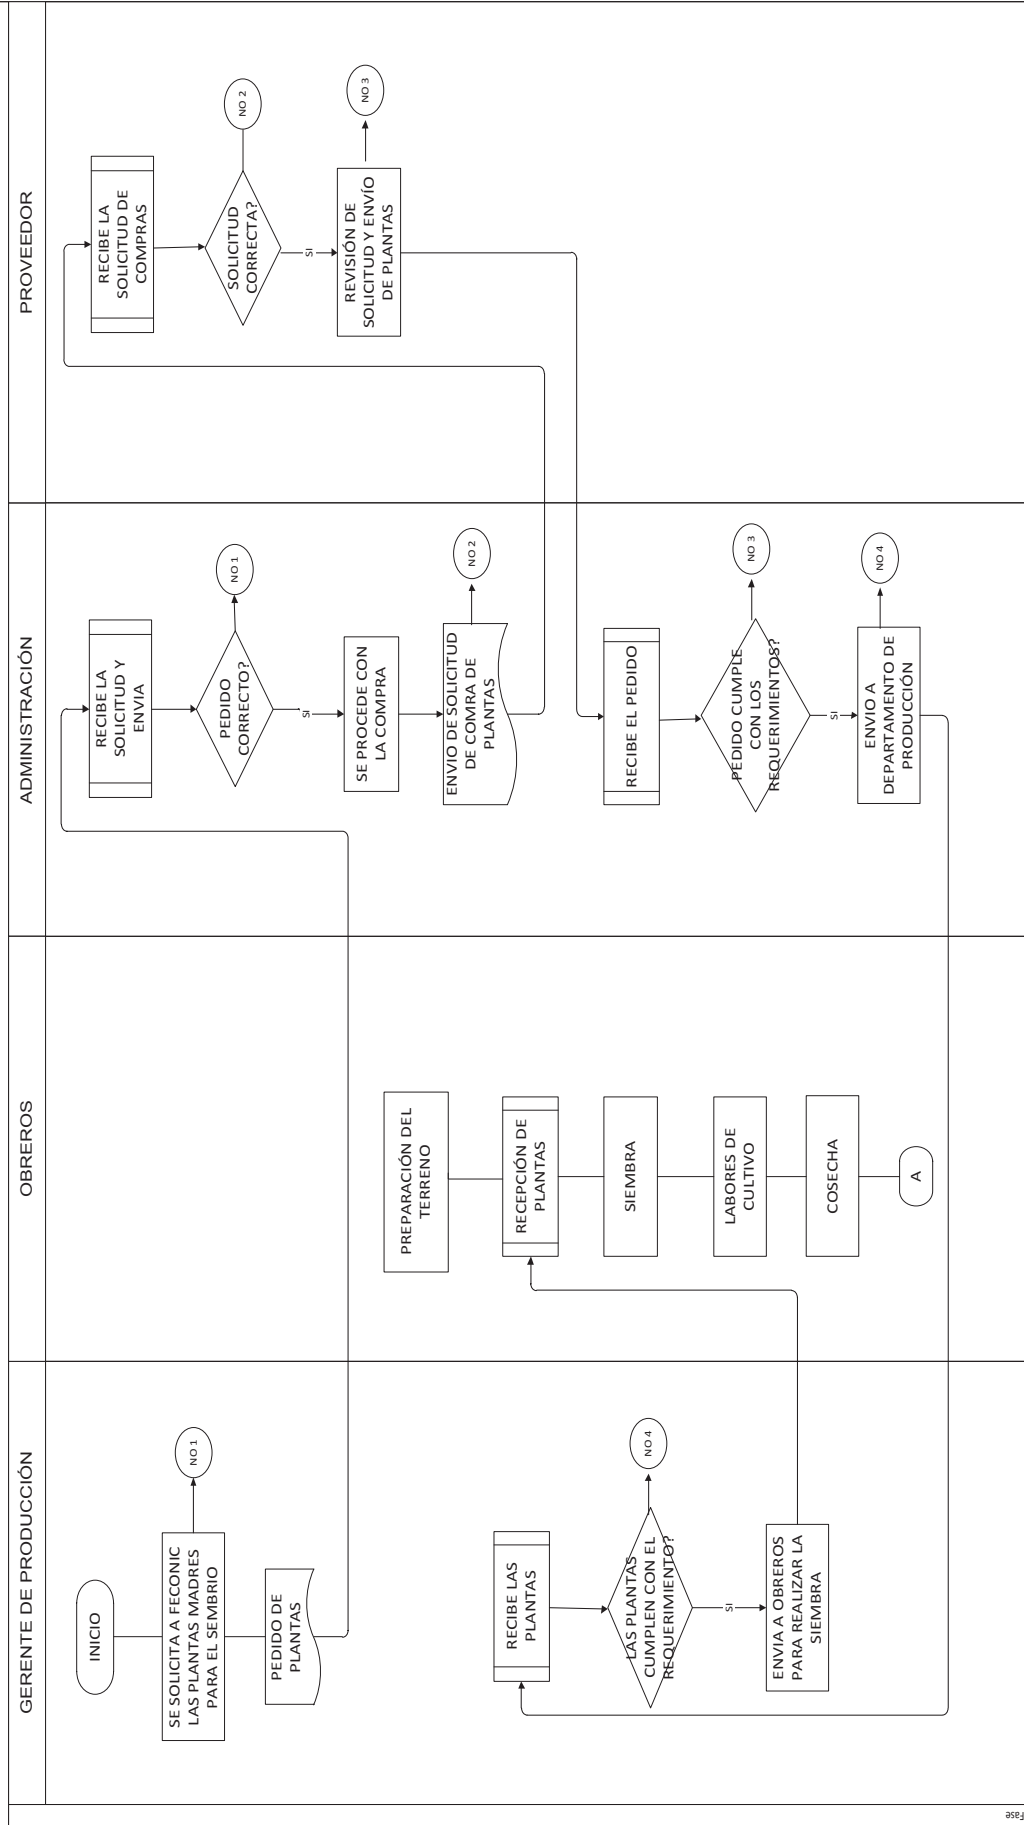 GERENTE DE PRODUCCIÓN
OBREROS
ADMINISTRACIÓN
PROVEEDOR
INICIO
SE SOLICITA A FECONIC
LAS PLANTAS MADRES
PARA EL SEMBRIO
NO 1
PEDIDO DE
PLANTAS
RECIBE LAS
PLANTAS
LAS PLANTAS
CUMPLEN CON EL
REQUERIMIENTO?
NO 4
SI
ENVIA A OBREROS
PARA REALIZAR LA
SIEMBRA
PREPARACIÓN DEL
TERRENO
RECEPCIÓN DE
PLANTAS
SIEMBRA
LABORES DE
CULTIVO
COSECHA
A
RECIBE LA
SOLICITUD Y
ENVIA
PEDIDO
CORRECTO?
NO 1
SI
SE PROCEDE CON
LA COMPRA
ENVIO DE SOLICITUD
DE COMPRA DE
PLANTAS
NO 2
RECIBE EL PEDIDO
PEDIDO CUMPLE
CON LOS
REQUERIMIENTOS?
NO 3
SI
ENVIO A
DEPARTAMENTO DE
PRODUCCIÓN
NO 4
RECIBE LA
SOLICITUD DE
COMPRAS
SOLICITUD
CORRECTA?
NO 2
SI
REVISIÓN DE
SOLICITUD Y ENVÍO
DE PLANTAS
NO 3
Fase